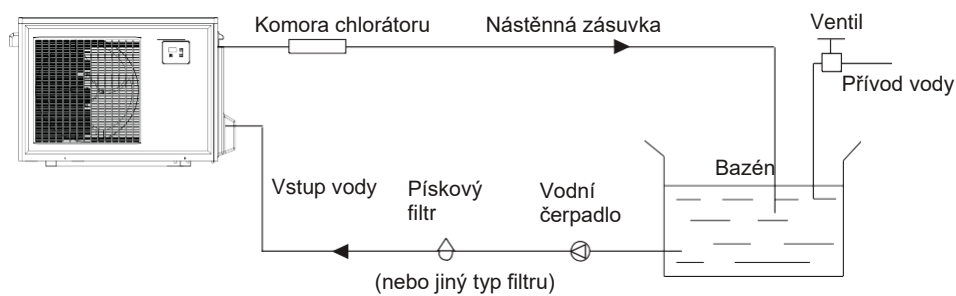 Komora chlorátoru
Nástěnná zásuvka
Ventil
Přívod vody
Bazén
Vstup vody
Pískový
filtr
Vodní
čerpadlo
(nebo jiný typ filtru)